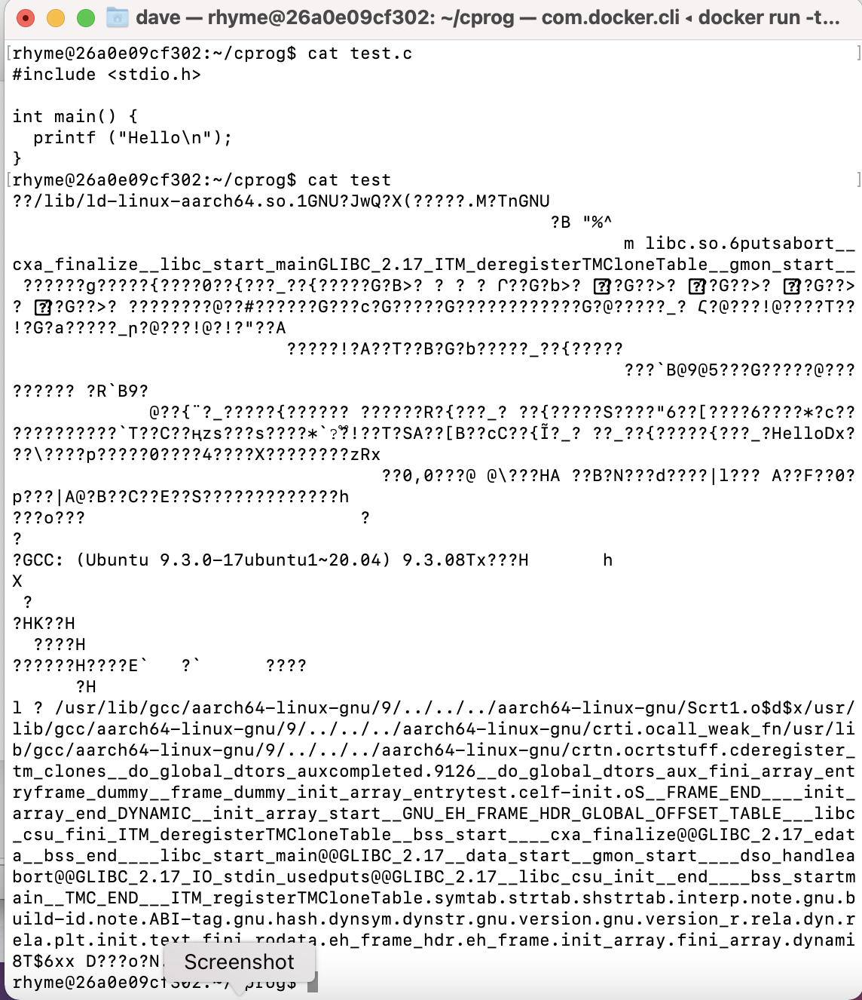 dave — rhyme@26a0e09cf302: ~/cprog — com.docker.cli ◂ docker run -t...
[rhyme@26a0e09cf302:~/cprog$ cat test.c ]
#include <stdio.h>
int main() {
  printf ("Hello\n");
}
[rhyme@26a0e09cf302:~/cprog$ cat test ]
??/lib/ld-linux-aarch64.so.1GNU?JwQ?X(?????.M?TnGNU
?B "%^
m libc.so.6putsabort__
cxa_finalize__libc_start_mainGLIBC_2.17_ITM_deregisterTMCloneTable__gmon_start__
??????g?????{????0??{???_??{?????G?B>? ? ? ? Ր??G?b>? ??G??>? ??G??>? ??G??>
? ??G??>? ????????@??#??????G???c?G?????G????????????G?@?????_? ?@???!@????T??
!?G?a?????_ր?@???!@?!?"??A
?????!?A??T??B?G?b?????_??{?????
???`B@9@5???G?????@???
?????? ?R`B9?
@??{¨?_?????{?????? ??????R?{???_? ??{?????S????"6??[????6????*?c??
??????????`T??C??ңzs???s????*`?!??T?SA??[B??cC??{Ĩ?_? ??_??{?????{???_?HelloDx?
??\????p?????0????4????X????????zRx
??0,0???@ @\???HA ??B?N???d????|l??? A??F??0?
p???|A@?B??C??E??S?????????????h
???o??? ?
?
?GCC: (Ubuntu 9.3.0-17ubuntu1~20.04) 9.3.08Tx???H h
X
?
?HK??H
????H
??????H????E` ?` ????
?H
l ? /usr/lib/gcc/aarch64-linux-gnu/9/../../../aarch64-linux-gnu/Scrt1.o$d$x/usr/
lib/gcc/aarch64-linux-gnu/9/../../../aarch64-linux-gnu/crti.ocall_weak_fn/usr/li
b/gcc/aarch64-linux-gnu/9/../../../aarch64-linux-gnu/crtn.ocrtstuff.cderegister_
tm_clones__do_global_dtors_auxcompleted.9126__do_global_dtors_aux_fini_array_ent
ryframe_dummy__frame_dummy_init_array_entrytest.celf-init.oS__FRAME_END____init_
array_end_DYNAMIC__init_array_start__GNU_EH_FRAME_HDR_GLOBAL_OFFSET_TABLE___libc
_csu_fini_ITM_deregisterTMCloneTable__bss_start____cxa_finalize@@GLIBC_2.17_edat
a__bss_end____libc_start_main@@GLIBC_2.17__data_start__gmon_start____dso_handlea
bort@@GLIBC_2.17_IO_stdin_usedputs@@GLIBC_2.17__libc_csu_init__end____bss_startm
ain__TMC_END___ITM_registerTMCloneTable.symtab.strtab.shstrtab.interp.note.gnu.b
uild-id.note.ABI-tag.gnu.hash.dynsym.dynstr.gnu.version.gnu.version_r.rela.dyn.r
ela.plt.init.text.fini.rodata.eh_frame_hdr.eh_frame.init_array.fini_array.dynami
8T$6xx D???o?N.
Screenshot
rhyme@26a0e09cf302:~/cprog$